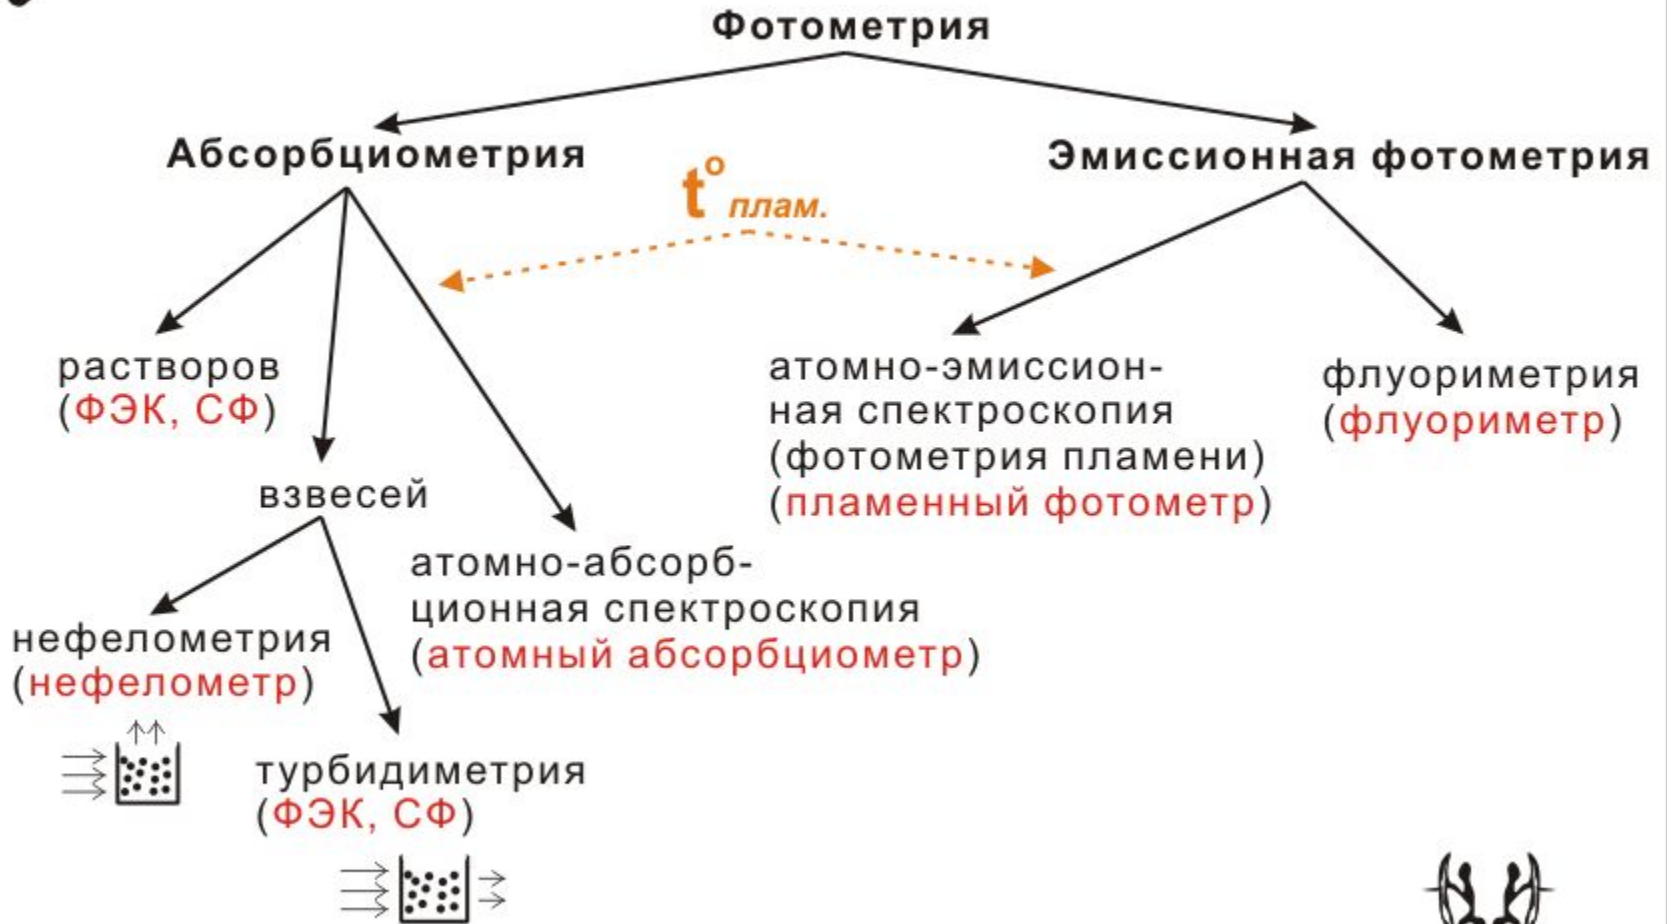 Фотометрия
Абсорбциометрия
Эмиссионная фотометрия
t° плам.
растворов
(ФЭК, СФ)
взвесей
нефелометрия
(нефелометр)
турбидиметрия
(ФЭК, СФ)
атомно-абсорб-
ционная спектроскопия
(атомный абсорбциометр)
атомно-эмиссион-
ная спектроскопия
(фотометрия пламени)
(пламенный фотометр)
флуориметрия
(флуориметр)